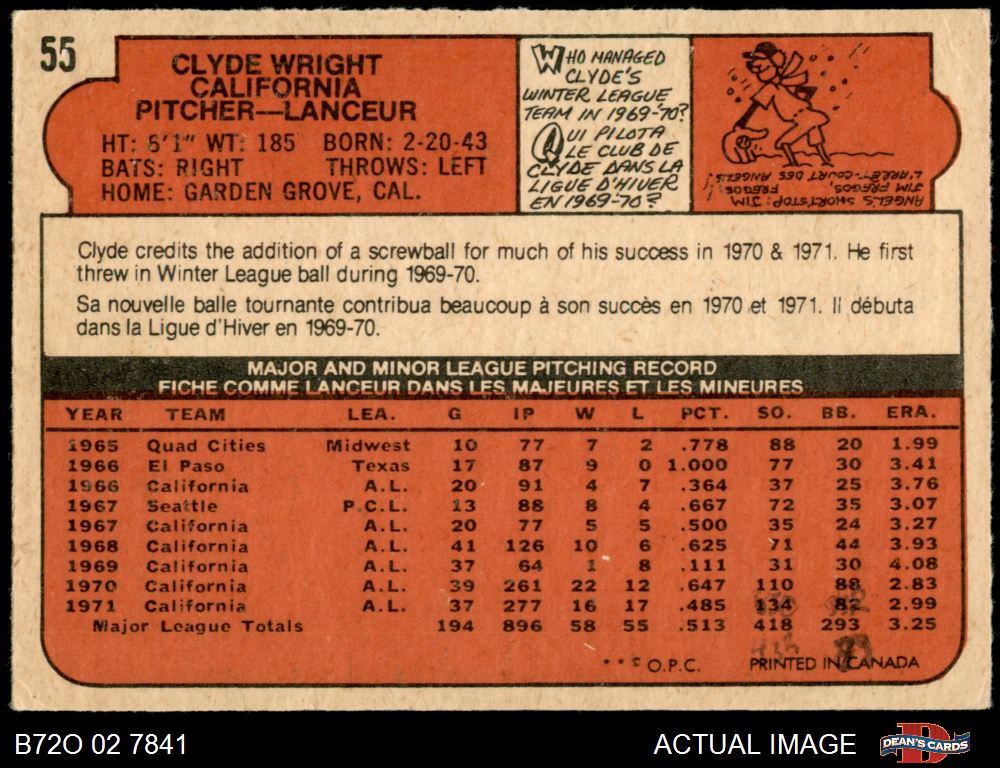 55
CLYDE WRIGHT
CALIFORNIA
PITCHER—LANCEUR
HT: 6'1" WT: 185 BORN: 2-20-43
BATS: RIGHT THROWS: LEFT
HOME: GARDEN GROVE, CAL.
WHO MANAGED
CLYDE'S
WINTER LEAGUE
TEAM IN 1969-'70?
QUI PILOTA
LE CLUB DE
CLYDE DANS LA
LIGUE D'HIVER
EN 1969-70?
ANGEL'S SHORTSTOP: JIM
FREGOS
JIM FREGOS,
L'ARRET-COURT DES ANGELS
Clyde credits the addition of a screwball for much of his success in 1970 & 1971. He first
threw in Winter League ball during 1969-70.
Sa nouvelle balle tournante contribua beaucoup à son succès en 1970 et 1971. Il débuta
dans la Ligue d'Hiver en 1969-70.
MAJOR AND MINOR LEAGUE PITCHING RECORD
FICHE COMME LANCEUR DANS LES MAJEURES ET LES MINEURES
YEAR TEAM LEA. G IP W L PCT. SO. BB. ERA.
1965 Quad Cities Midwest 10 77 7 2 .778 88 20 1.99
1966 El Paso Texas 17 87 9 0 1.000 77 30 3.41
1966 California A.L. 20 91 4 7 .364 37 25 3.76
1967 Seattle P.C.L. 13 88 8 4 .667 72 35 3.07
1967 California A.L. 20 77 5 5 .500 35 24 3.27
1968 California A.L. 41 126 10 6 .625 71 44 3.93
1969 California A.L. 37 64 1 8 .111 31 30 4.08
1970 California A.L. 39 261 22 12 .647 110 88 2.83
1971 California A.L. 37 277 16 17 .485 134 82 2.99
Major League Totals 194 896 58 55 .513 418 293 3.25
O.P.C. PRINTED IN CANADA
B72O 02 7841
ACTUAL IMAGE
DEAN'S CARDS